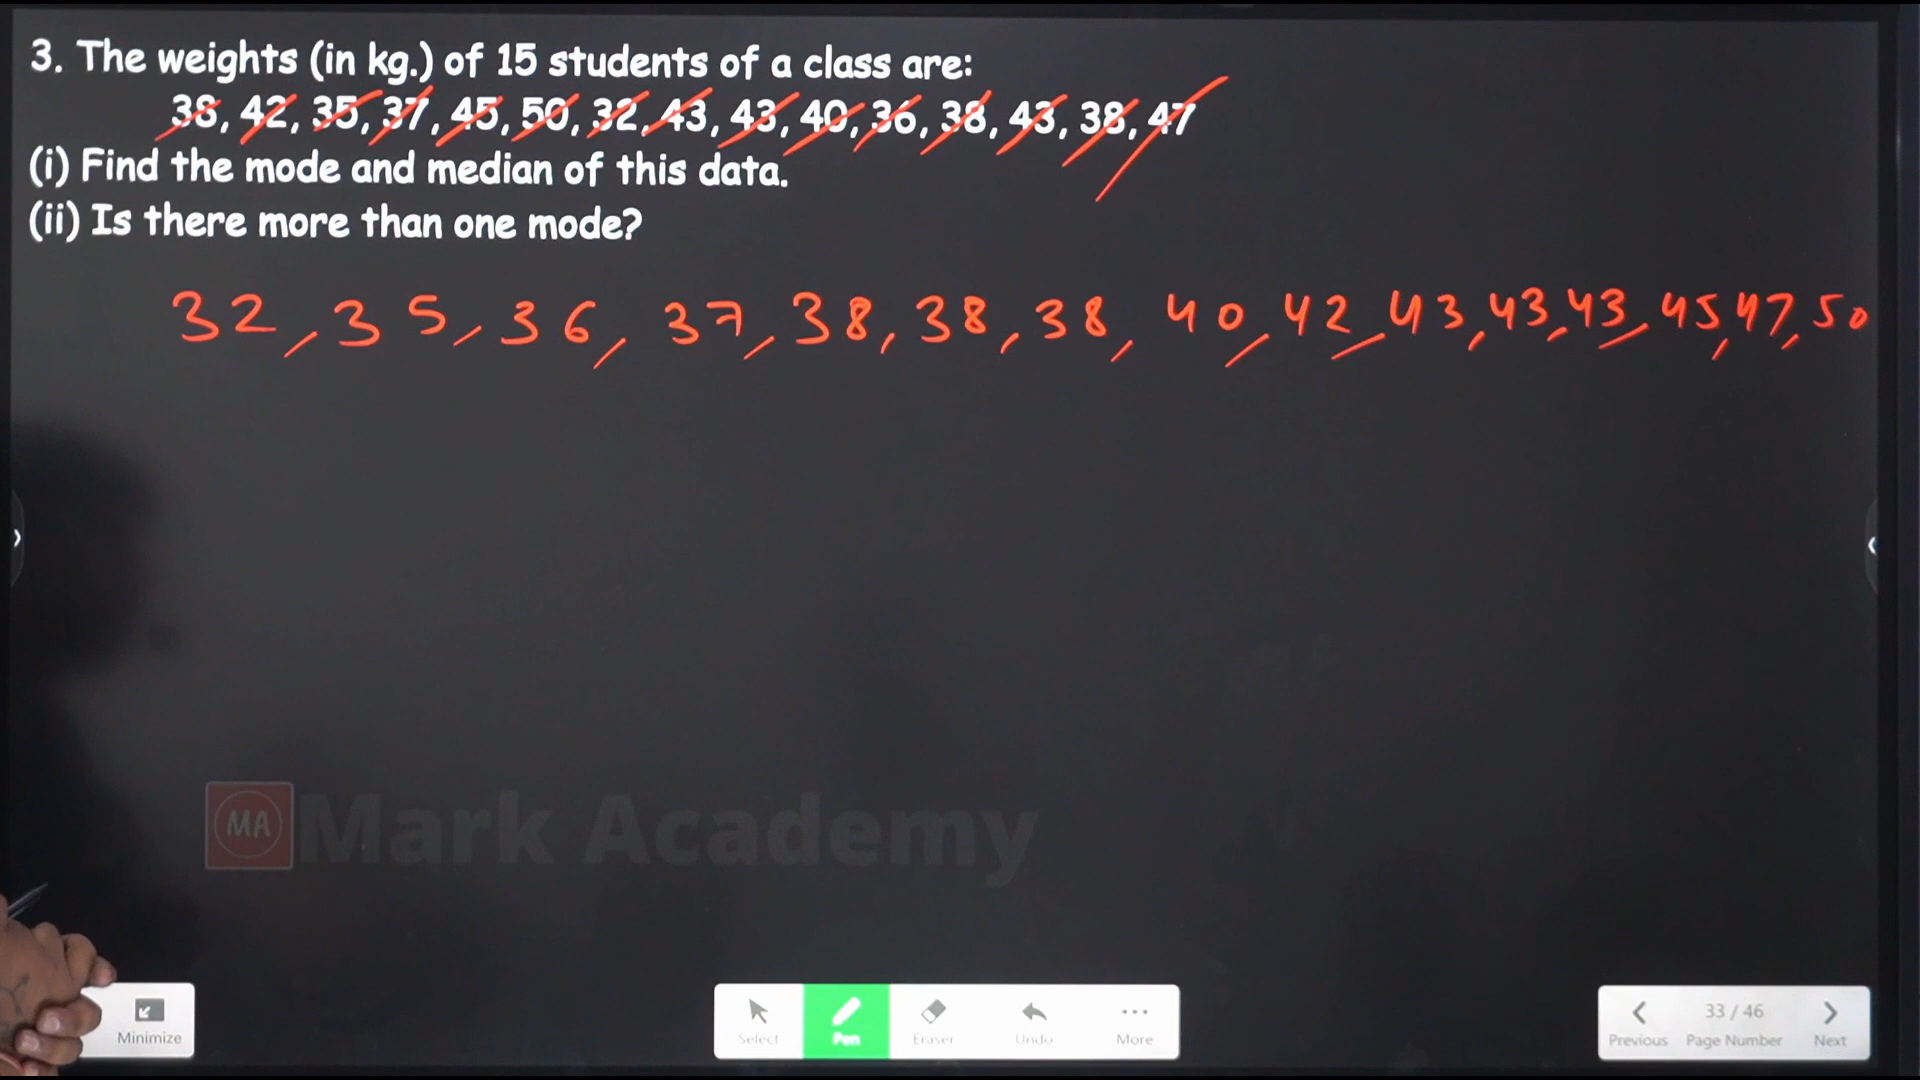 3. The weights (in kg.) of 15 students of a class are:
38, 42, 35, 37, 45, 50, 32, 43, 43, 40, 36, 38, 43, 38, 47
(i) Find the mode and median of this data.
(ii) Is there more than one mode?
32, 35, 36, 37, 38, 38, 38, 40, 42, 43, 43, 43, 45, 47, 50
MA Mark Academy
Minimize
Select Pen Eraser Undo More
33 / 46
Previous Page Number Next